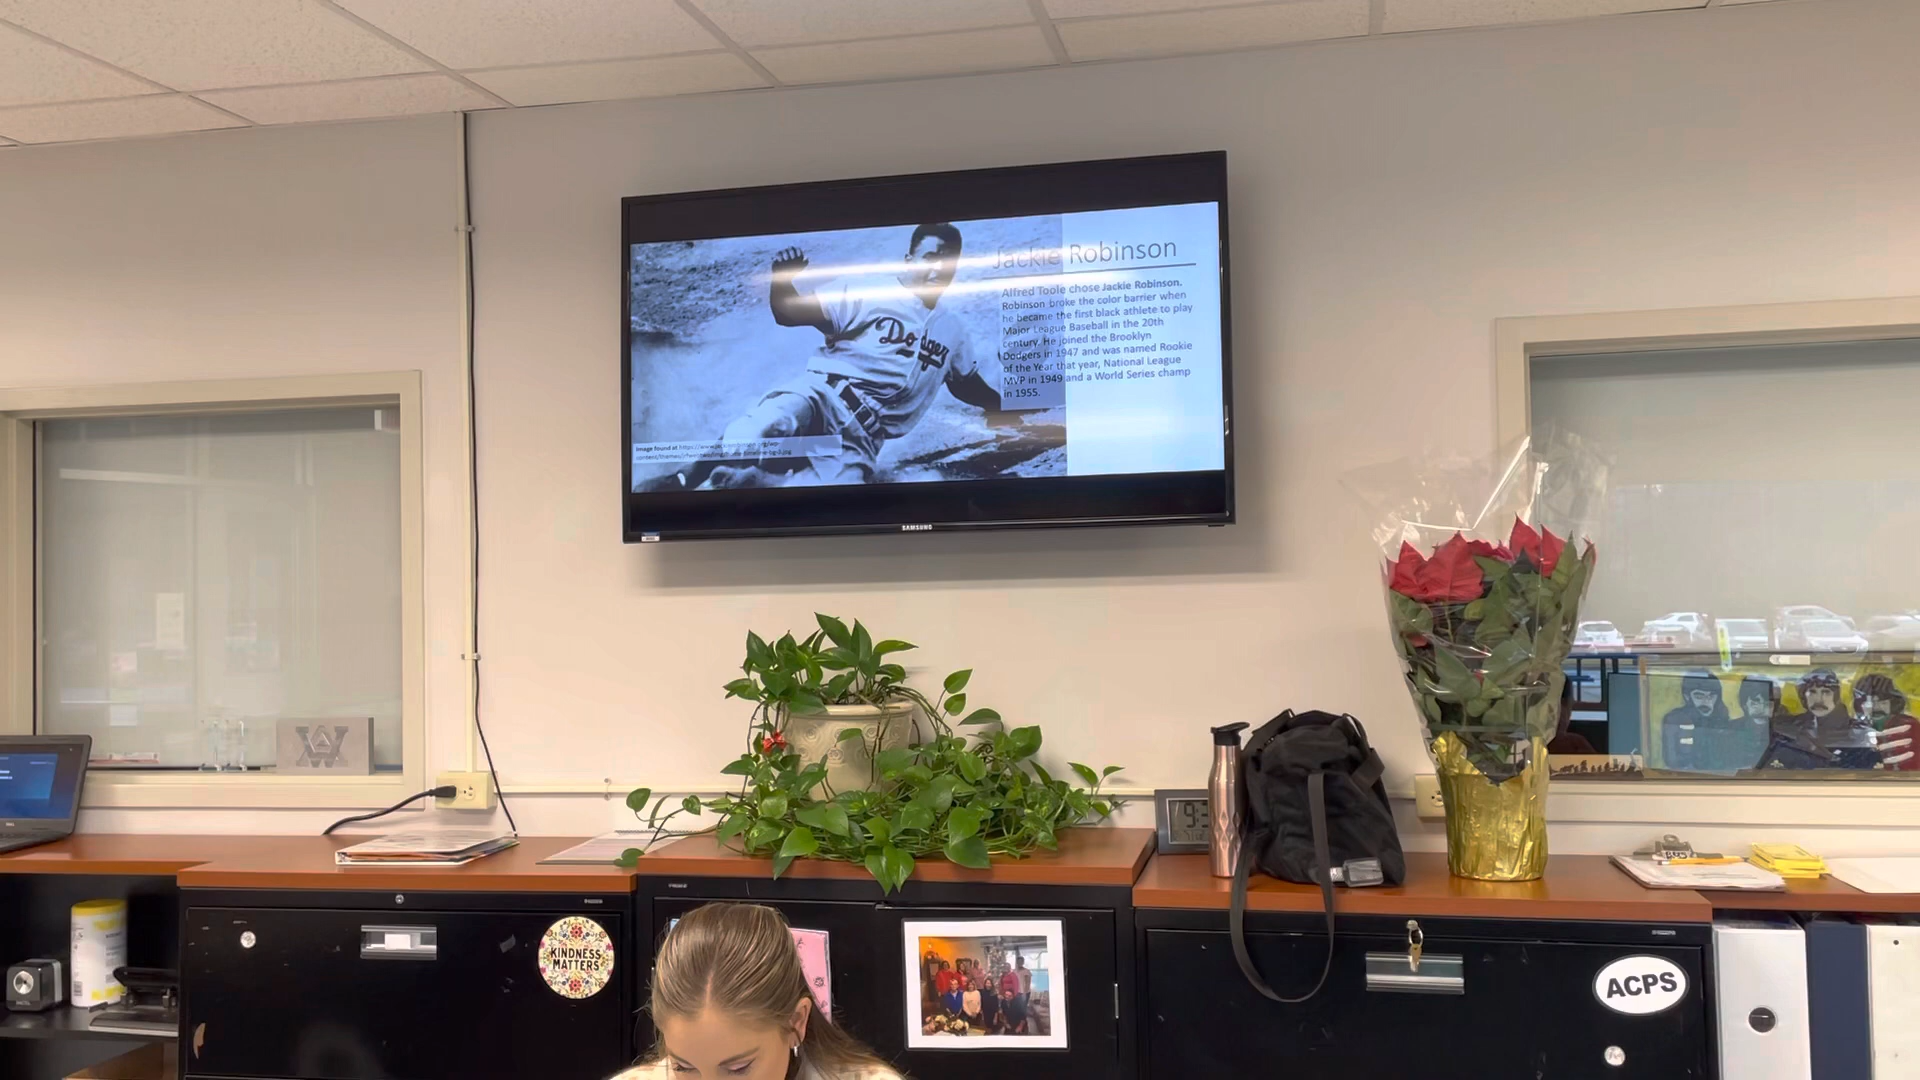 Jackie Robinson
Alfred Toole chose Jackie Robinson.
Robinson broke the color barrier when
he became the first black athlete to play
Major League Baseball in the 20th
century. He joined the Brooklyn
Dodgers in 1947 and was named Rookie
of the Year that year, National League
MVP in 1949 and a World Series champ
in 1955.
Dodgers
Image found at
SAMSUNG
KINDNESS
MATTERS
ACPS